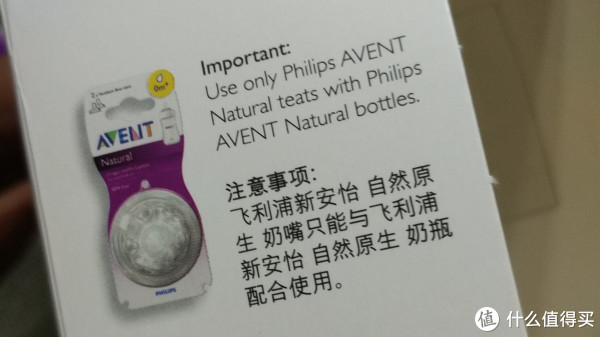 Important:
Use only Philips AVENT
Natural teats with Philips
AVENT Natural bottles.
注意事项:
飞利浦新安怡 自然原
生 奶嘴只能与飞利浦
新安怡 自然原生 奶瓶
配合使用。
0m+
AVENT
Natural
PHILIPS
值 什么值得买